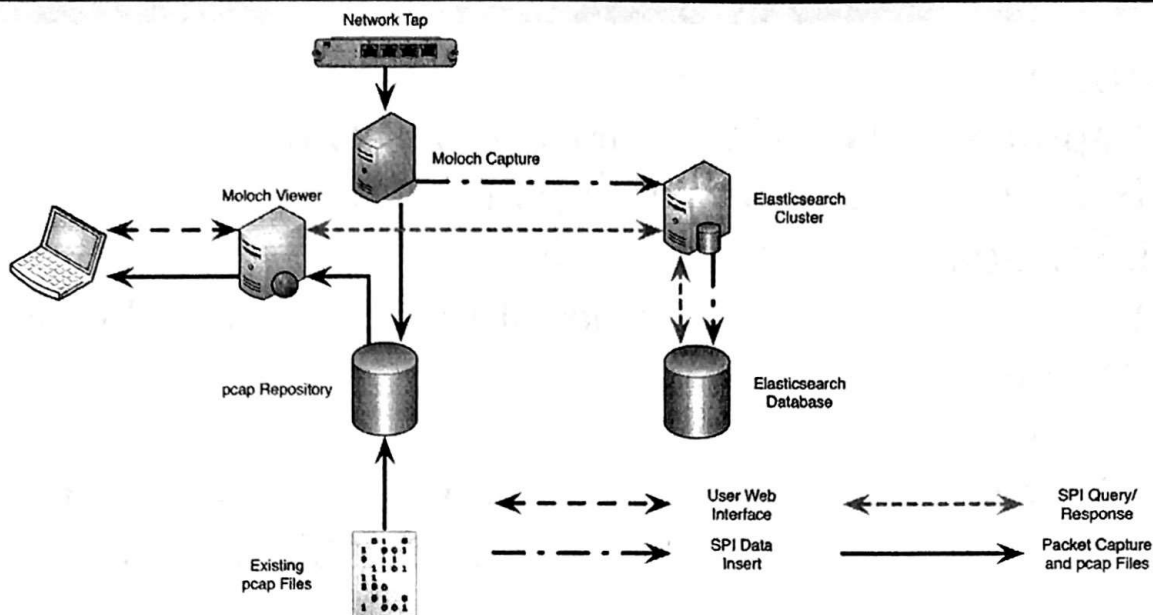 Network Tap
Moloch Capture
Moloch Viewer
Elasticsearch
Cluster
pcap Repository
Elasticsearch
Database
Existing
pcap Files
User Web
Interface
SPI Query/
Response
SPI Data
Insert
Packet Capture
and pcap Files